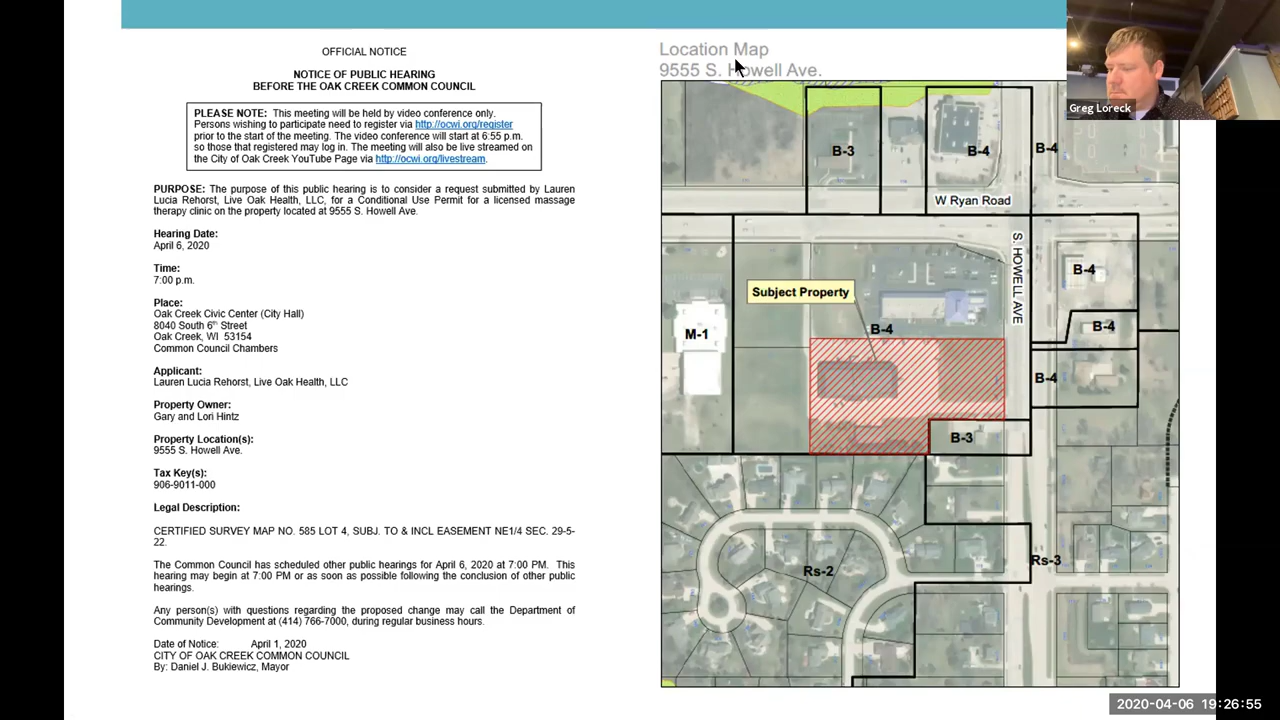 OFFICIAL NOTICE
NOTICE OF PUBLIC HEARING
BEFORE THE OAK CREEK COMMON COUNCIL
PLEASE NOTE: This meeting will be held by video conference only.
Persons wishing to participate need to register via http://ocwi.org/register
prior to the start of the meeting. The video conference will start at 6:55 p.m.
so those that registered may log in. The meeting will also be live streamed on
the City of Oak Creek YouTube Page via http://ocwi.org/livestream.
PURPOSE: The purpose of this public hearing is to consider a request submitted by Lauren
Lucia Rehorst, Live Oak Health, LLC, for a Conditional Use Permit for a licensed massage
therapy clinic on the property located at 9555 S. Howell Ave.
Hearing Date:
April 6, 2020
Time:
7:00 p.m.
Place:
Oak Creek Civic Center (City Hall)
8040 South 6th Street
Oak Creek, WI 53154
Common Council Chambers
Applicant:
Lauren Lucia Rehorst, Live Oak Health, LLC
Property Owner:
Gary and Lori Hintz
Property Location(s):
9555 S. Howell Ave.
Tax Key(s):
906-9011-000
Legal Description:
CERTIFIED SURVEY MAP NO. 585 LOT 4, SUBJ. TO & INCL EASEMENT NE1/4 SEC. 29-5-
22.
The Common Council has scheduled other public hearings for April 6, 2020 at 7:00 PM. This
hearing may begin at 7:00 PM or as soon as possible following the conclusion of other public
hearings.
Any person(s) with questions regarding the proposed change may call the Department of
Community Development at (414) 766-7000, during regular business hours.
Date of Notice: April 1, 2020
CITY OF OAK CREEK COMMON COUNCIL
By: Daniel J. Bukiewicz, Mayor
Location Map
9555 S. Howell Ave.
B-3
B-4
B-4
W Ryan Road
S. HOWELL AVE
B-4
Subject Property
B-4
M-1
B-4
B-4
B-3
Rs-2
Rs-3
Greg Loreck
2020-04-06 19:26:55